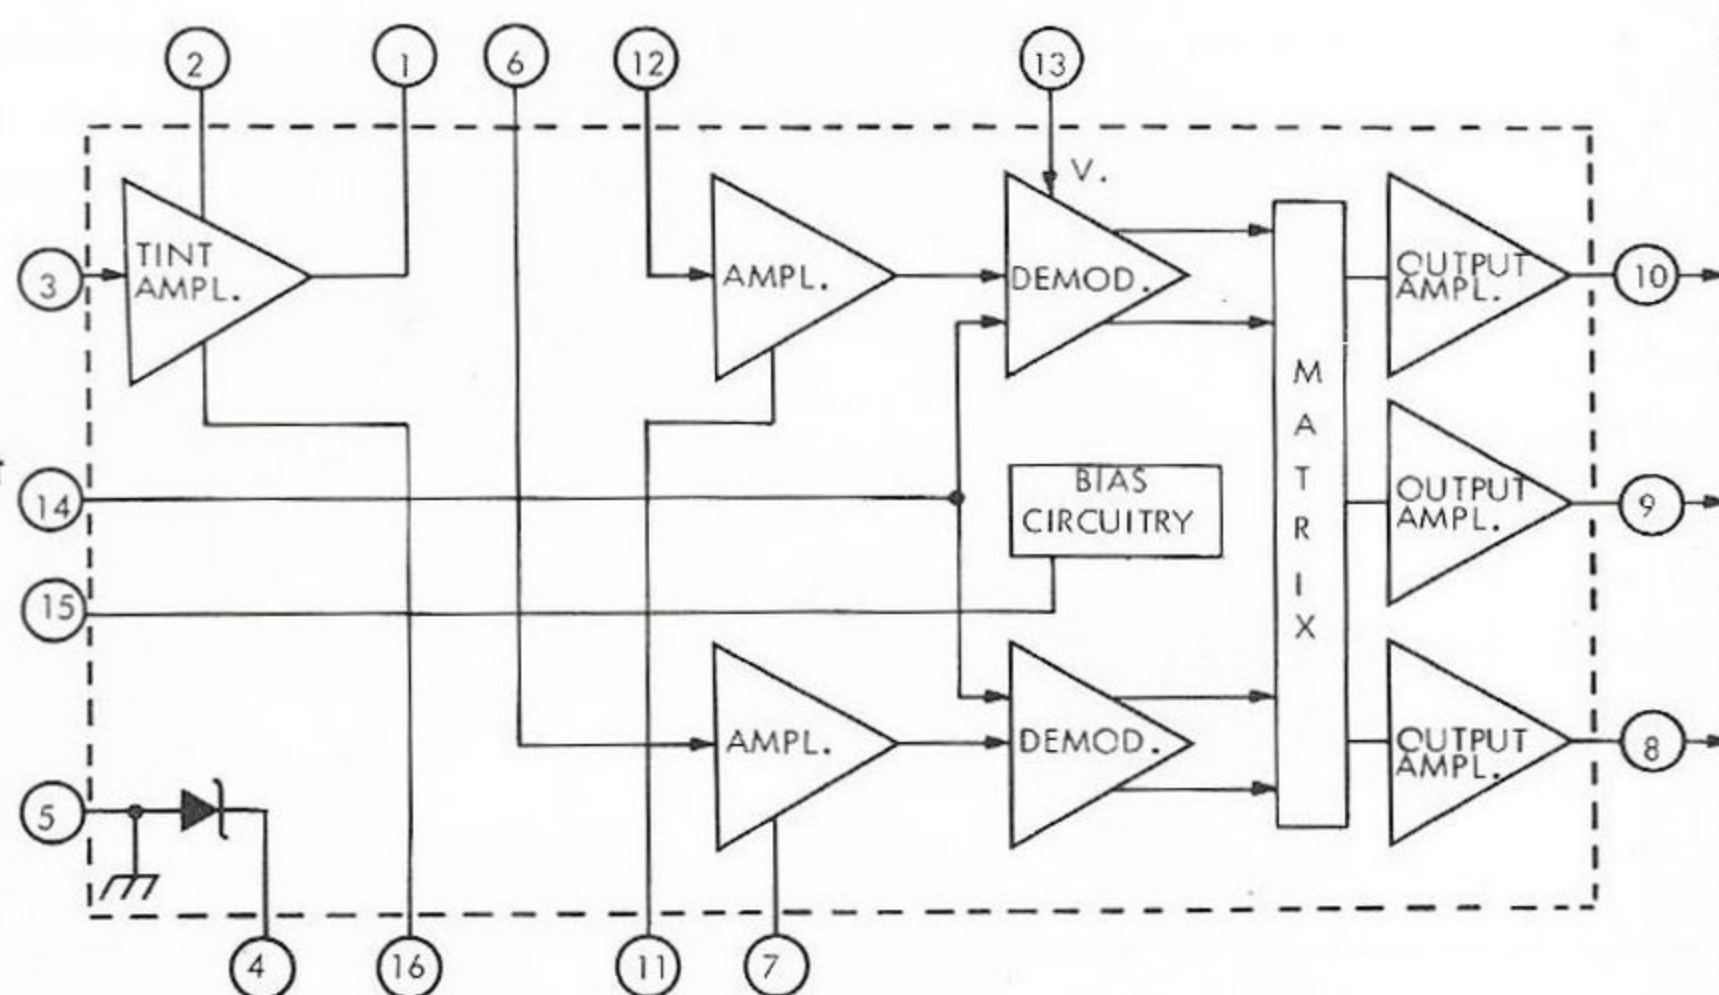 2
1
6
12
13
V.
TINT
AMPL.
3
AMPL.
DEMOD.
OUTPUT
AMPL.
10
M
A
T
R
I
X
14
BIAS
CIRCUITRY
OUTPUT
AMPL.
9
15
AMPL.
DEMOD.
OUTPUT
AMPL.
8
5
4
16
11
7